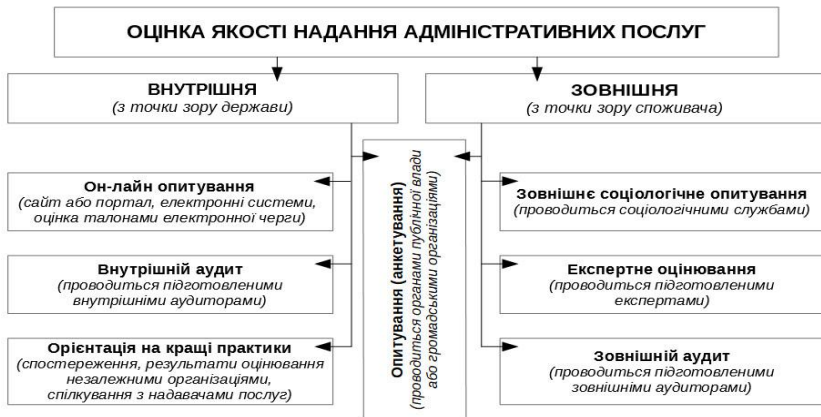 ОЦІНКА ЯКОСТІ НАДАННЯ АДМІНІСТРАТИВНИХ ПОСЛУГ
ВНУТРІШНЯ
(з точки зору держави)
ЗОВНІШНЯ
(з точки зору споживача)
Он-лайн опитування
(сайт або портал, електронні системи,
оцінка талонами електронної черги)
Внутрішній аудит
(проводиться підготовленими
внутрішніми аудиторами)
Орієнтація на кращі практики
(спостереження, результати оцінювання
незалежними організаціями,
спілкування з надавачами послуг)
Опитування (анкетування)
(проводиться органами публічної влади
або громадськими організаціями)
Зовнішнє соціологічне опитування
(проводиться соціологічними службами)
Експертне оцінювання
(проводиться підготовленими
експертами)
Зовнішній аудит
(проводиться підготовленими
зовнішніми аудиторами)